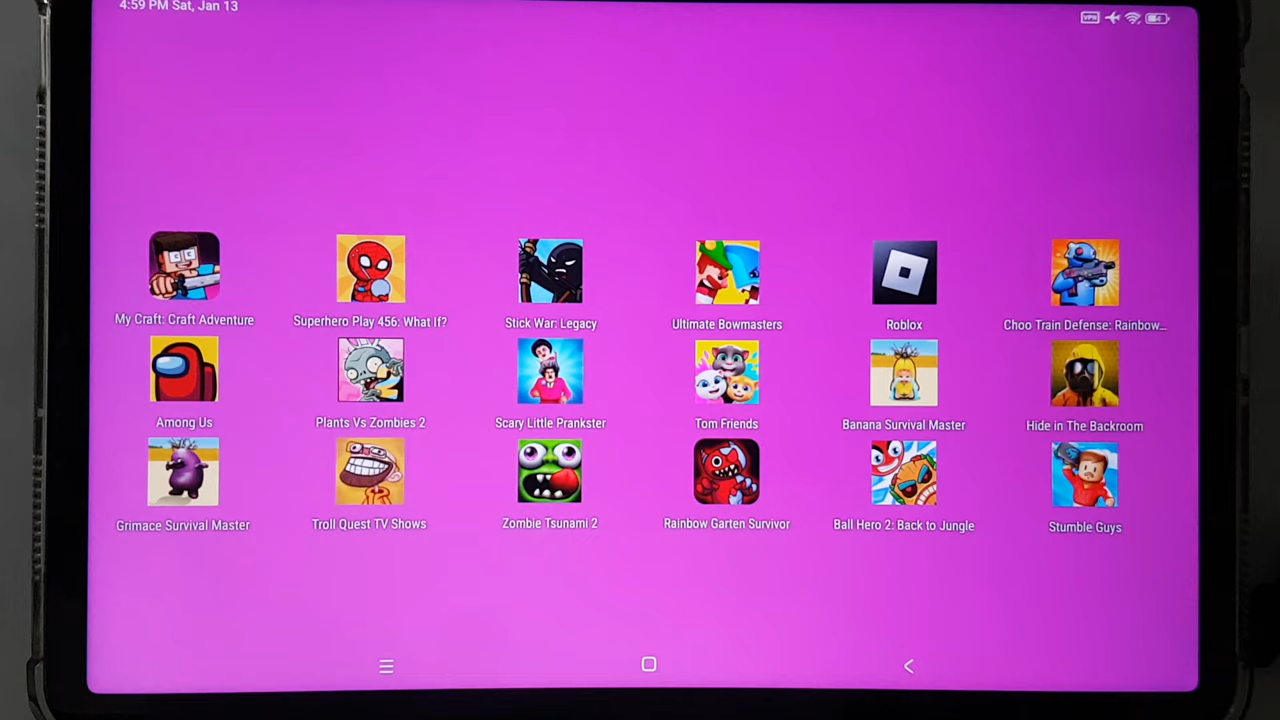 4:59 PM Sat, Jan 13
VPN
My Craft: Craft Adventure
Superhero Play 456: What If?
Stick War: Legacy
Ultimate Bowmasters
Roblox
Choo Train Defense: Rainbow...
Among Us
Plants Vs Zombies 2
Scary Little Prankster
Tom Friends
Banana Survival Master
Hide in The Backroom
Grimace Survival Master
Troll Quest TV Shows
Zombie Tsunami 2
Rainbow Garten Survivor
Ball Hero 2: Back to Jungle
Stumble Guys